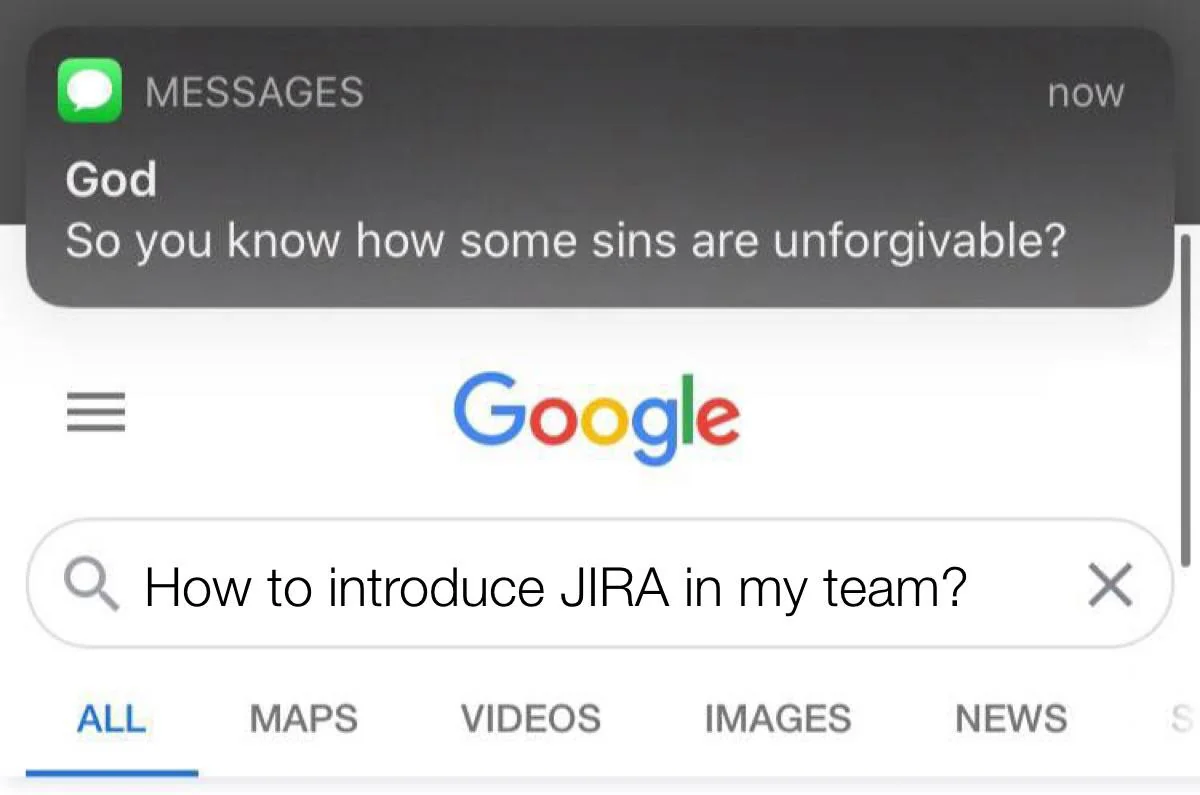 MESSAGES now
God
So you know how some sins are unforgivable?
Google
How to introduce JIRA in my team?
ALL MAPS VIDEOS IMAGES NEWS S